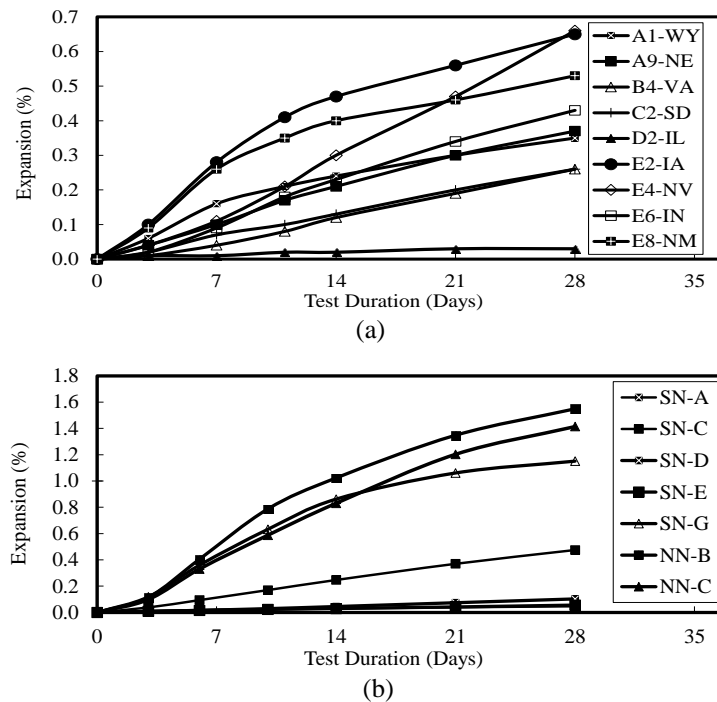 0.7
0.6
0.5
0.4
0.3
0.2
0.1
0.0
Expansion (%)
0 7 14 21 28 35
Test Duration (Days)
A1-WY
A9-NE
B4-VA
C2-SD
D2-IL
E2-IA
E4-NV
E6-IN
E8-NM
(a)
1.8
1.6
1.4
1.2
1.0
0.8
0.6
0.4
0.2
0.0
Expansion (%)
0 7 14 21 28 35
Test Duration (Days)
SN-A
SN-C
SN-D
SN-E
SN-G
NN-B
NN-C
(b)